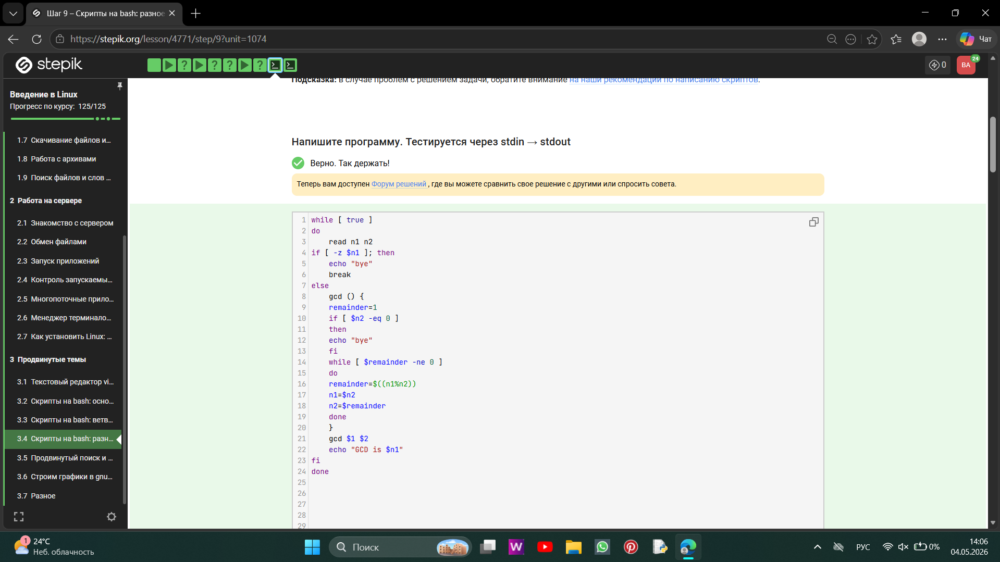 Шаг 9 – Скрипты на bash: разное
https://stepik.org/lesson/4771/step/9?unit=1074
Чат
stepik
0
ВА
24
Введение в Linux
Прогресс по курсу: 125/125
1.7 Скачивание файлов и...
1.8 Работа с архивами
1.9 Поиск файлов и слов ...
2 Работа на сервере
2.1 Знакомство с сервером
2.2 Обмен файлами
2.3 Запуск приложений
2.4 Контроль запускаемы...
2.5 Многопоточные прило...
2.6 Менеджер терминало...
2.7 Как установить Linux: ...
3 Продвинутые темы
3.1 Текстовый редактор vi...
3.2 Скрипты на bash: осно...
3.3 Скрипты на bash: ветв...
3.4 Скрипты на bash: разн...
3.5 Продвинутый поиск и ...
3.6 Строим графики в gnu...
3.7 Разное
Подсказка: в случае проблем с решением задачи, обратите внимание на наши рекомендации по написанию скриптов.
Напишите программу. Тестируется через stdin → stdout
Верно. Так держать!
Теперь вам доступен Форум решений , где вы можете сравнить свое решение с другими или спросить совета.
1 while [ true ]
2 do
3 read n1 n2
4 if [ -z $n1 ]; then
5 echo "bye"
6 break
7 else
8 gcd () {
9 remainder=1
10 if [ $n2 -eq 0 ]
11 then
12 echo "bye"
13 fi
14 while [ $remainder -ne 0 ]
15 do
16 remainder=$((n1%n2))
17 n1=$n2
18 n2=$remainder
19 done
20 }
21 gcd $1 $2
22 echo "GCD is $n1"
23 fi
24 done
25
26
27
28
29
1
24°C
Неб. облачность
Поиск
W
РУС
0%
14:06
04.05.2026